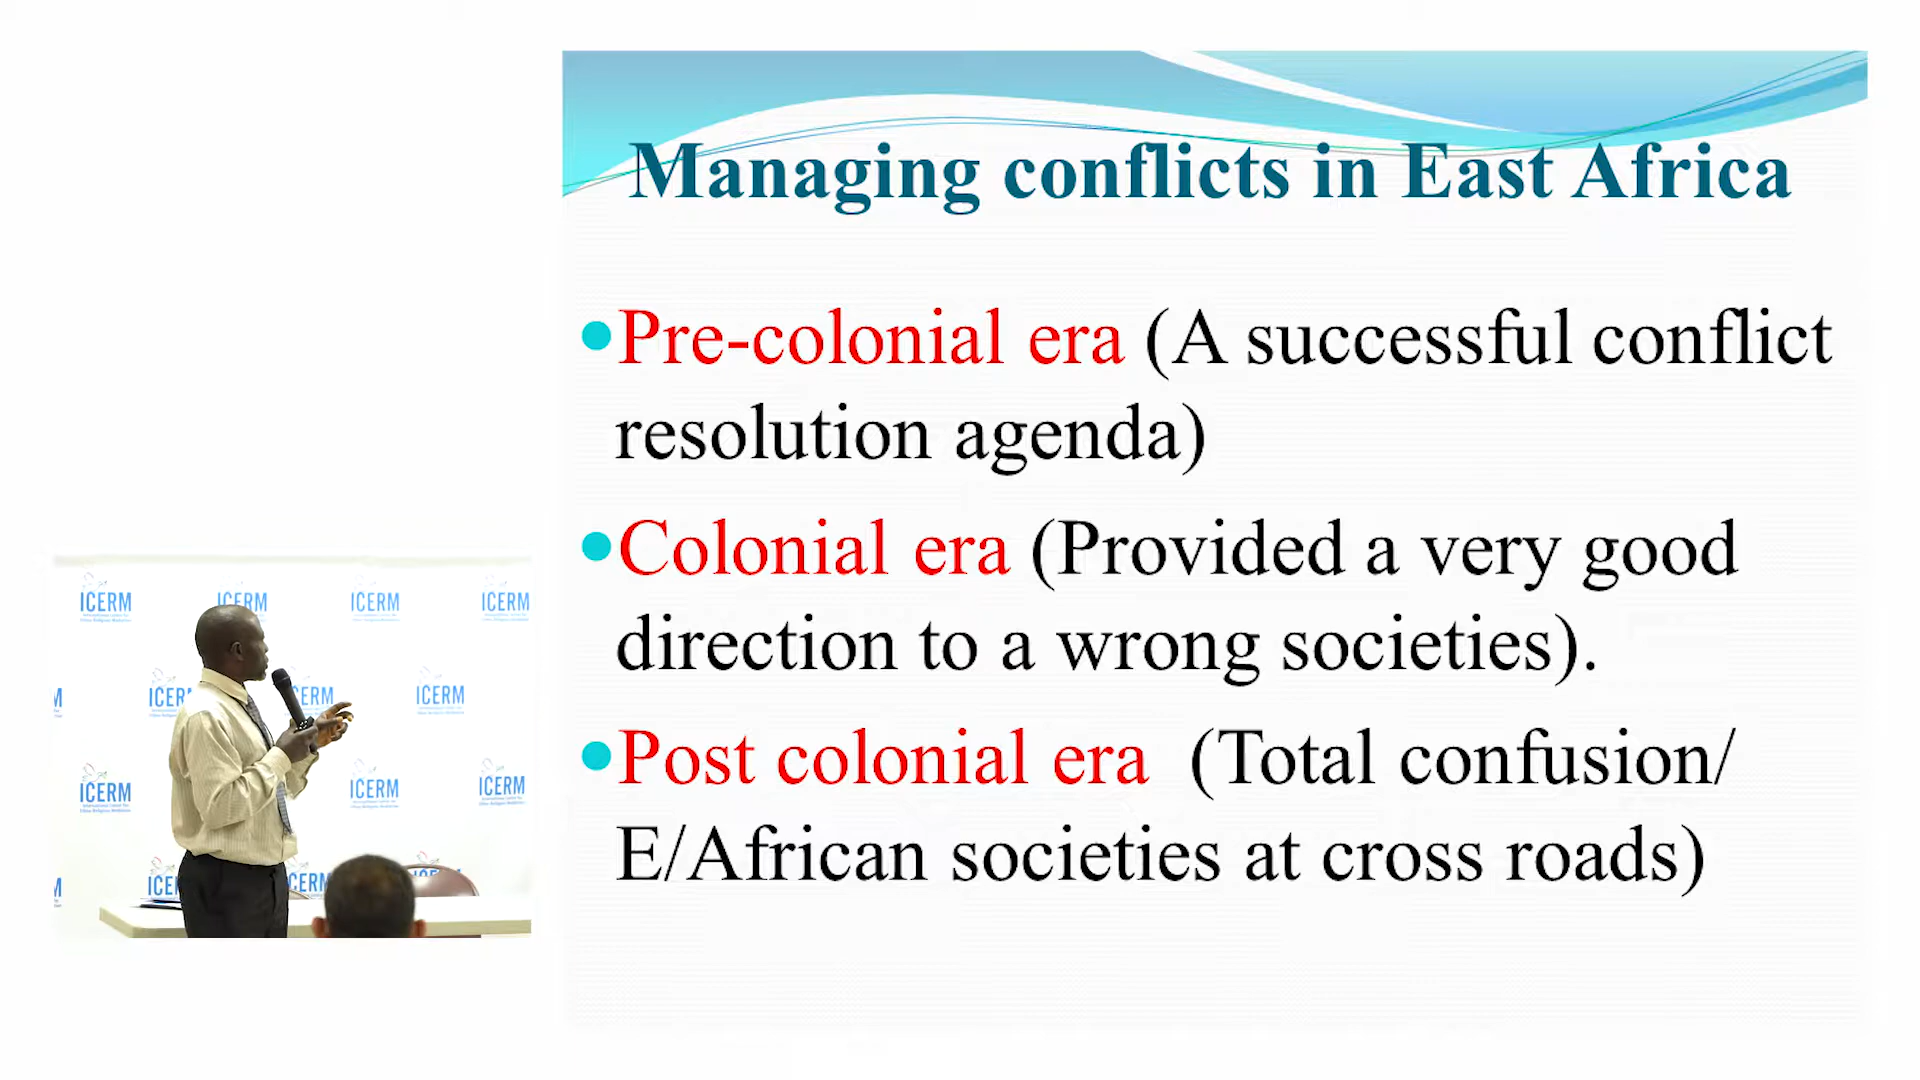 Managing conflicts in East Africa
•Pre-colonial era (A successful conflict
resolution agenda)
•Colonial era (Provided a very good
direction to a wrong societies).
•Post colonial era (Total confusion/
E/African societies at cross roads)
ICERM
ICERM
ICERM
ICERM
ICERM
ICERM
ICERM
ICERM